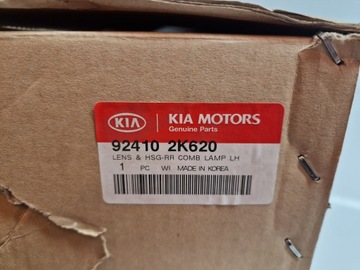 KIA KIA MOTORS
Genuine Parts
92410 2K620
LENS & HSG-RR COMB LAMP LH
1 PC WI. MADE IN KOREA